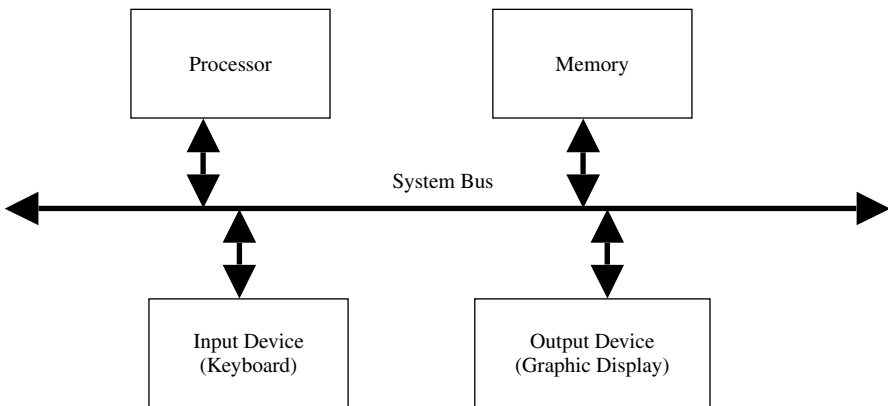 Processor
Memory
System Bus
Input Device
(Keyboard)
Output Device
(Graphic Display)